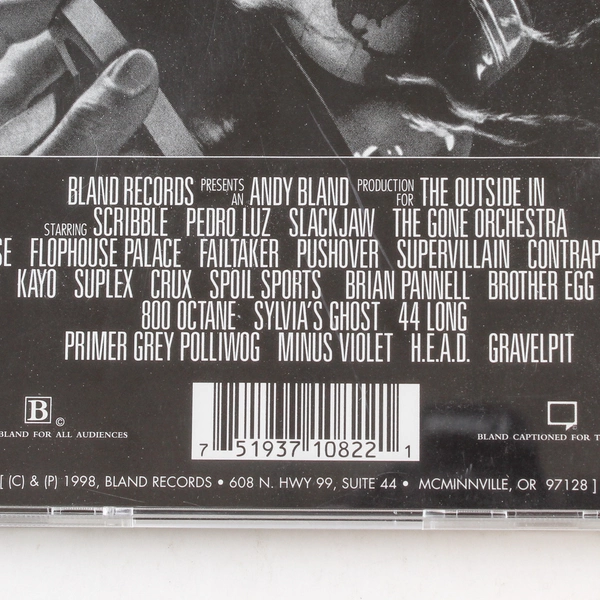 BLAND RECORDS PRESENTS AN ANDY BLAND PRODUCTION FOR THE OUTSIDE IN
STARRING SCRIBBLE PEDRO LUZ SLACKJAW THE GONE ORCHESTRA
SE FLOPHOUSE PALACE FAILTAKER PUSHOVER SUPERVILLAIN CONTRAP
KAYO SUPLEX CRUX SPOIL SPORTS BRIAN PANNELL BROTHER EGG
800 OCTANE SYLVIA'S GHOST 44 LONG
PRIMER GREY POLLIWOG MINUS VIOLET H.E.A.D. GRAVELPIT
B ©
BLAND FOR ALL AUDIENCES
7 51937 10822 1
BLAND CAPTIONED FOR T
[ (C) & (P) 1998, BLAND RECORDS • 608 N. HWY 99, SUITE 44 • MCMINNVILLE, OR 97128 ]